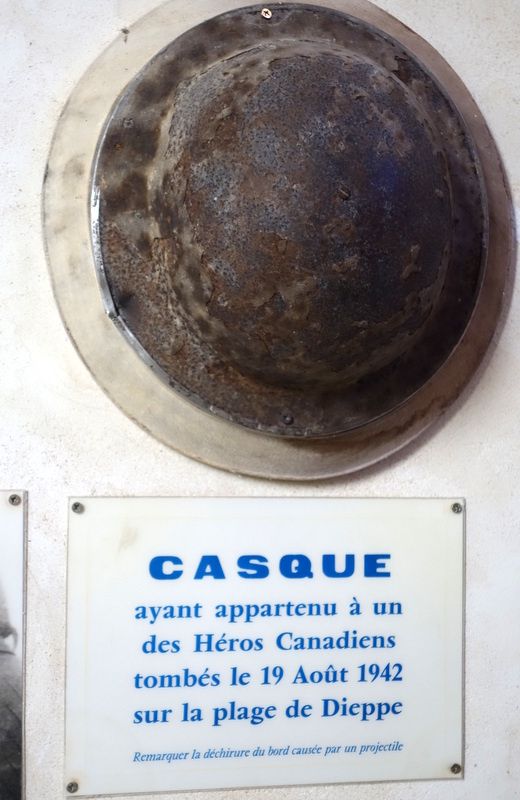 CASQUE
ayant appartenu à un
des Héros Canadiens
tombés le 19 Août 1942
sur la plage de Dieppe
Remarquer la déchirure du bord causée par un projectile